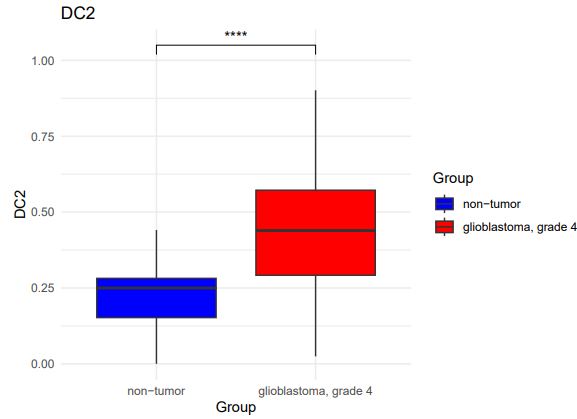 DC2
****
1.00
0.75
0.50
0.25
0.00
DC2
non−tumor
glioblastoma, grade 4
Group
Group
non−tumor
glioblastoma, grade 4